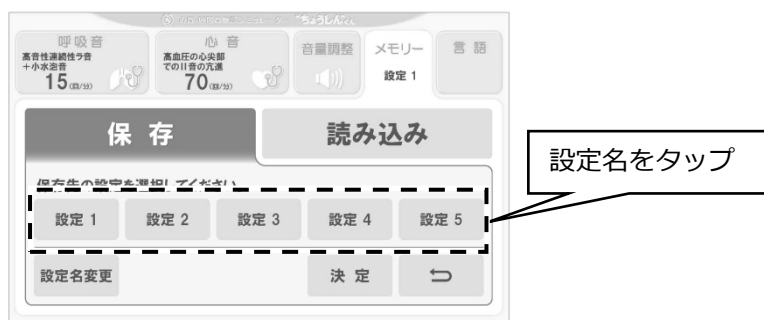 "ちょうしんくん"
呼吸音
高音性連続性ラ音
+小水泡音
15(回/分)
心 音
高血圧の心尖部
でのII音の亢進
70(回/分)
音量調整
メモリー
設定 1
言 語
保 存
読み込み
保存先の設定を選択してください
設定 1
設定 2
設定 3
設定 4
設定 5
設定名変更
決 定
設定名をタップ